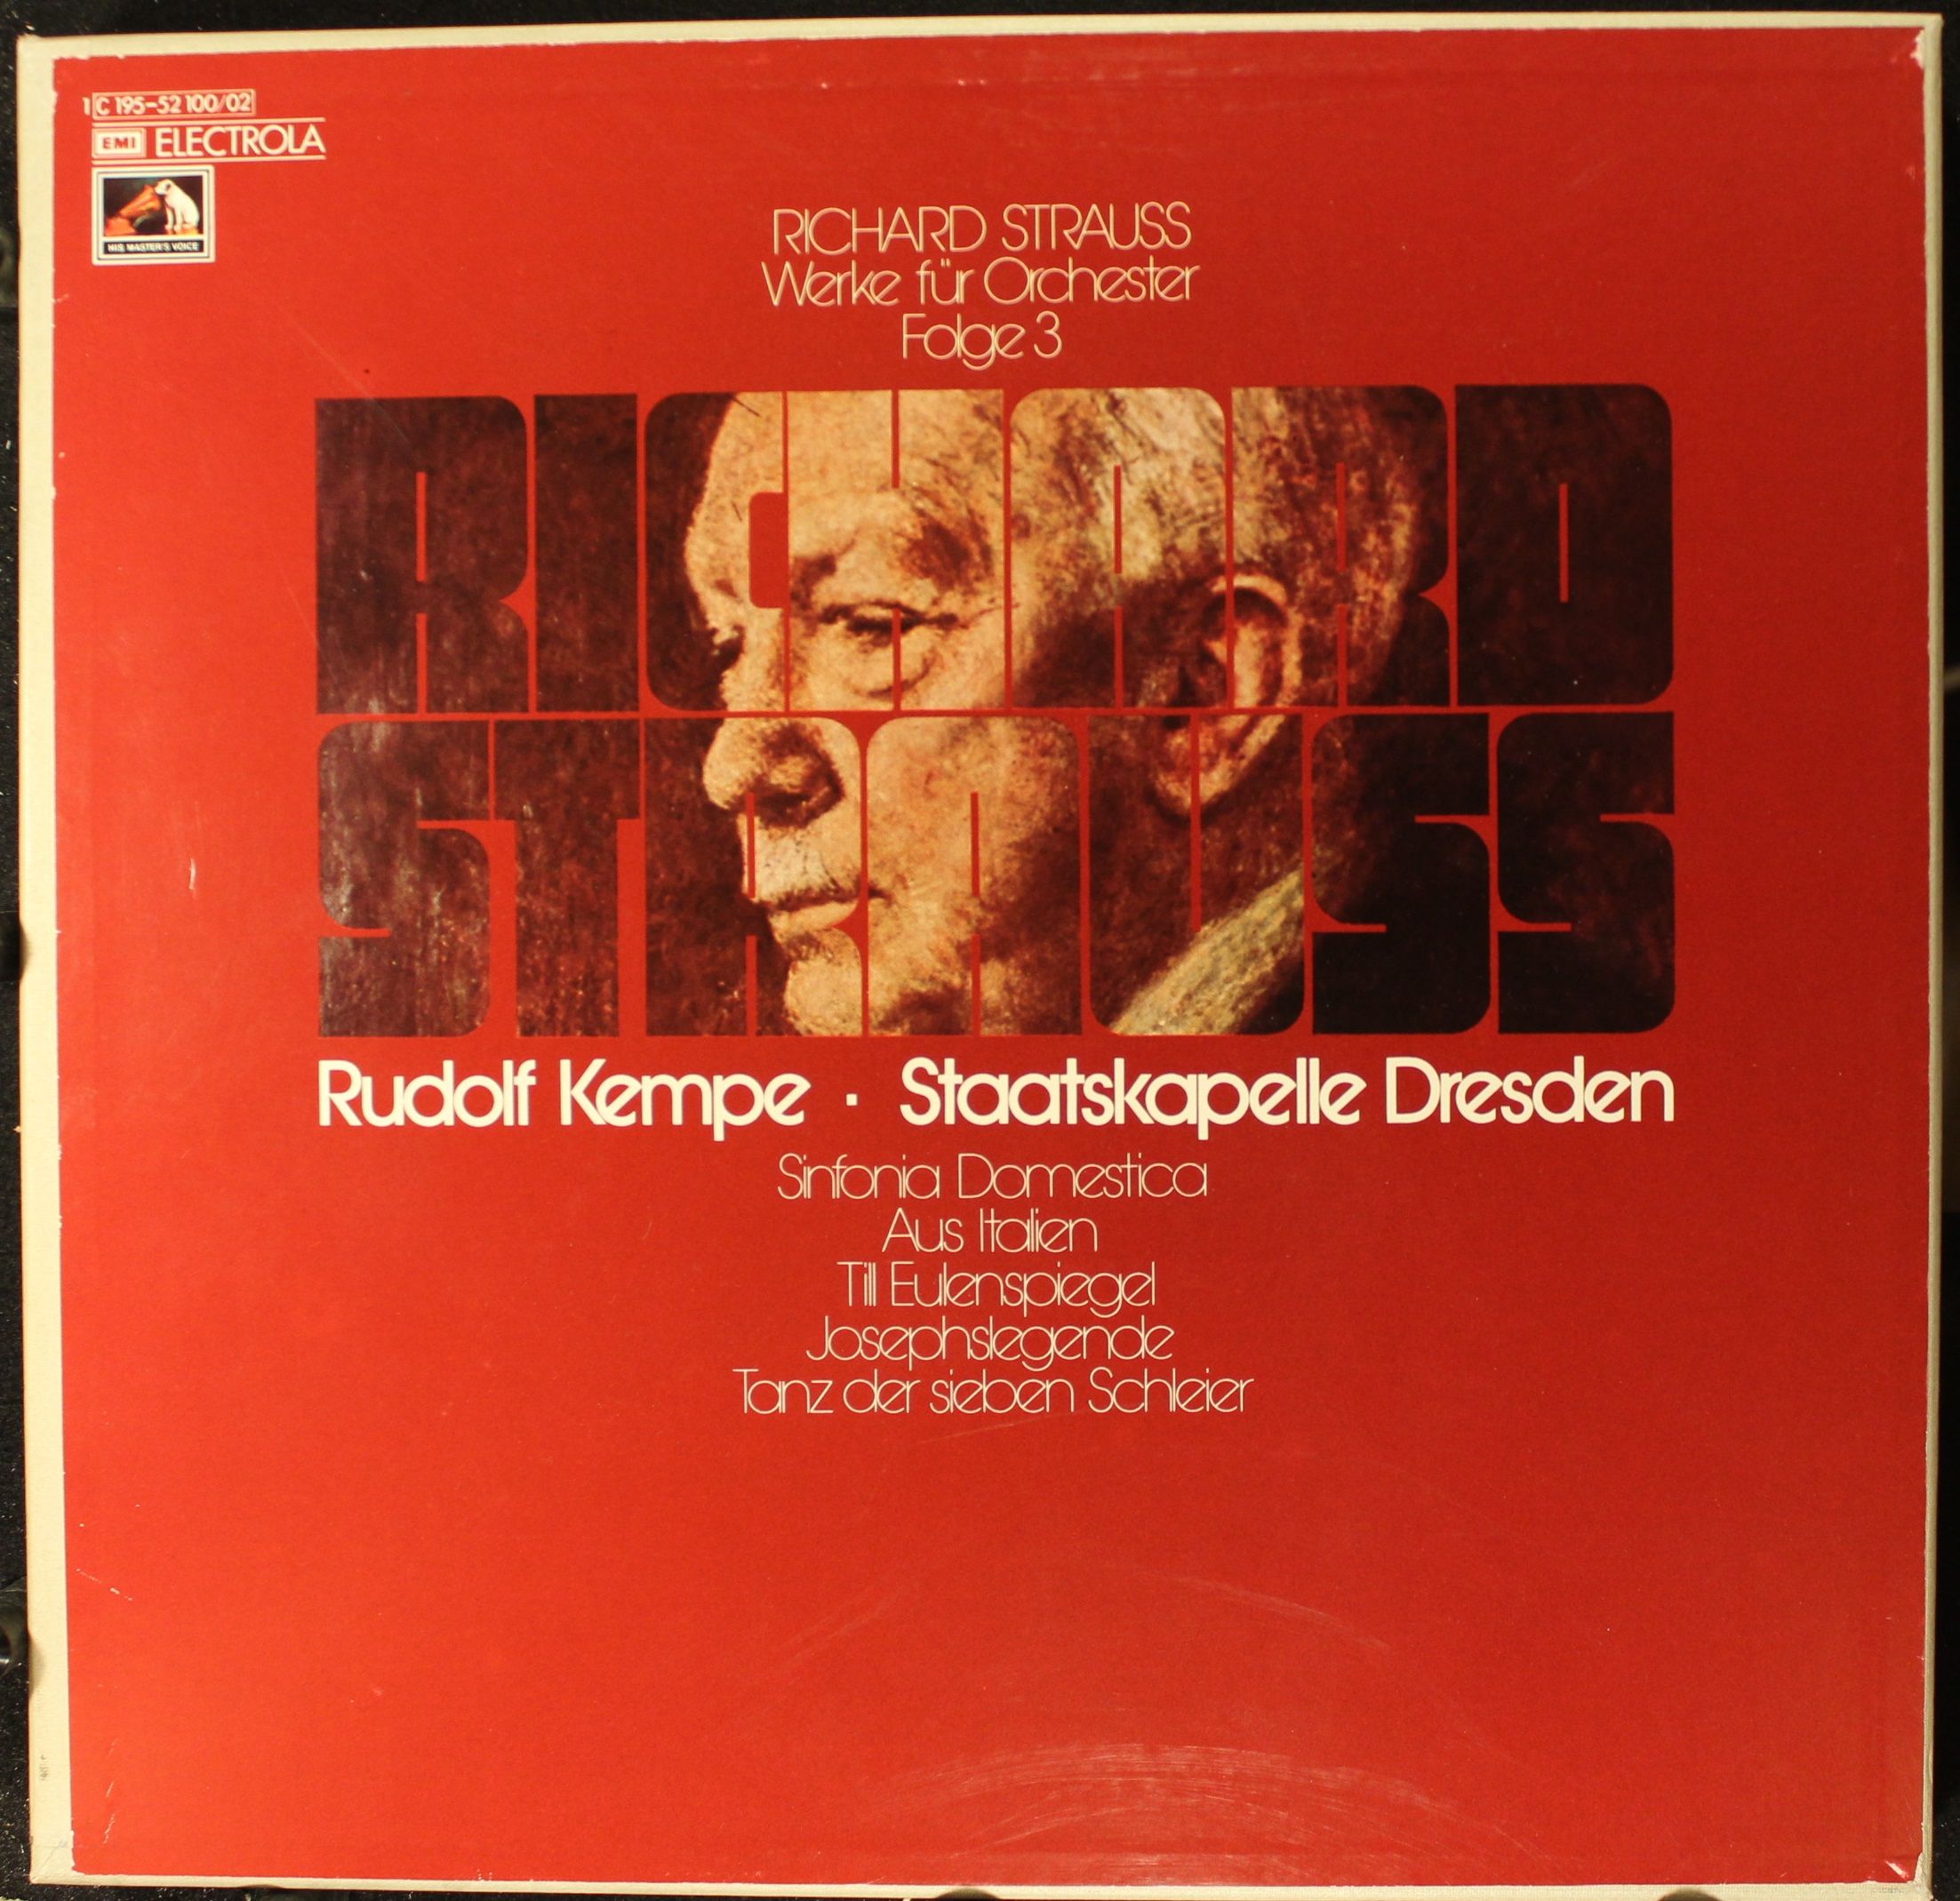 1 C 195-52 100/02
EMI ELECTROLA
HIS MASTER'S VOICE
RICHARD STRAUSS
Werke für Orchester
Folge 3
RICHARD
STRAUSS
Rudolf Kempe · Staatskapelle Dresden
Sinfonia Domestica
Aus Italien
Till Eulenspiegel
Josephslegende
Tanz der sieben Schleier